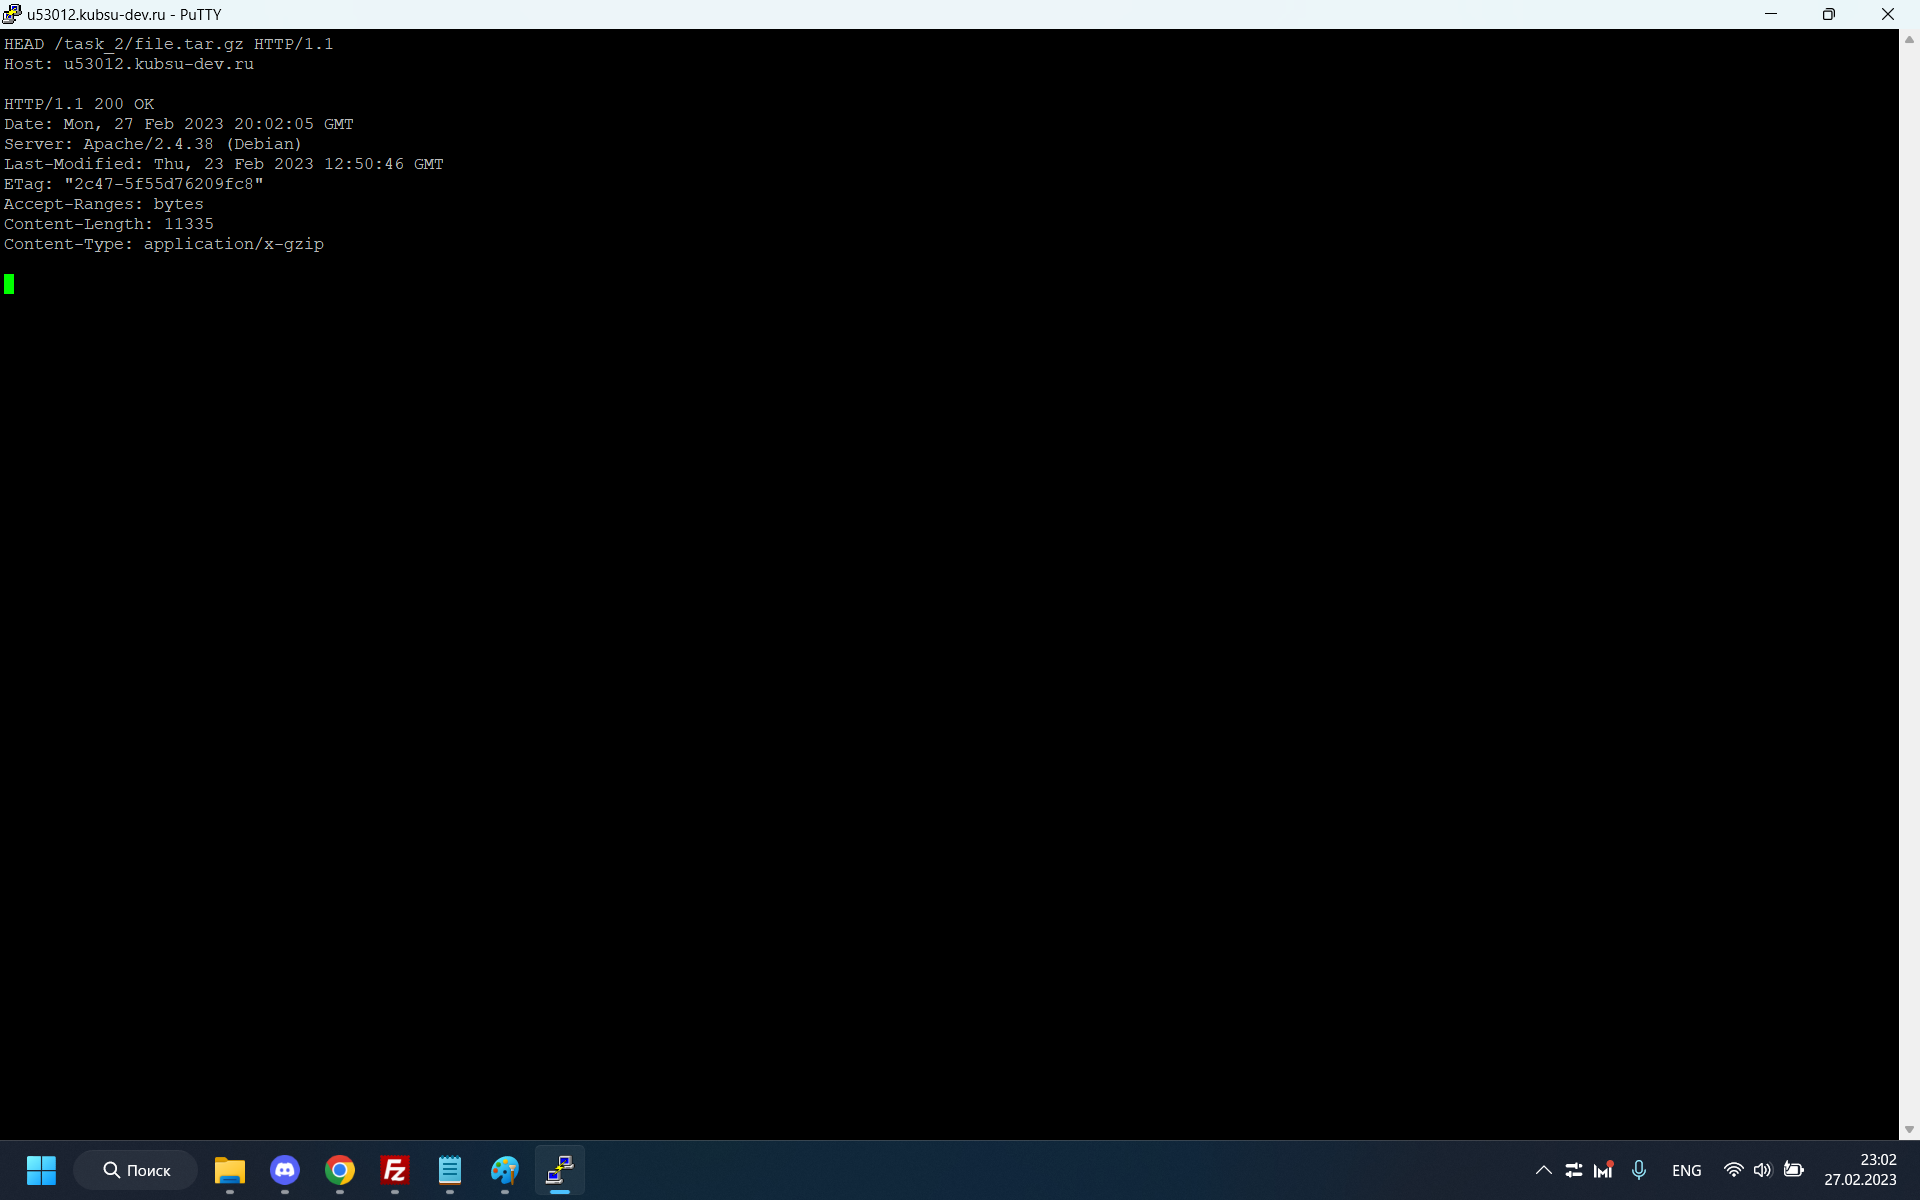 u53012.kubsu-dev.ru - PuTTY
HEAD /task_2/file.tar.gz HTTP/1.1
Host: u53012.kubsu-dev.ru
HTTP/1.1 200 OK
Date: Mon, 27 Feb 2023 20:02:05 GMT
Server: Apache/2.4.38 (Debian)
Last-Modified: Thu, 23 Feb 2023 12:50:46 GMT
ETag: "2c47-5f55d76209fc8"
Accept-Ranges: bytes
Content-Length: 11335
Content-Type: application/x-gzip
Поиск
Fz
ENG
23:02
27.02.2023